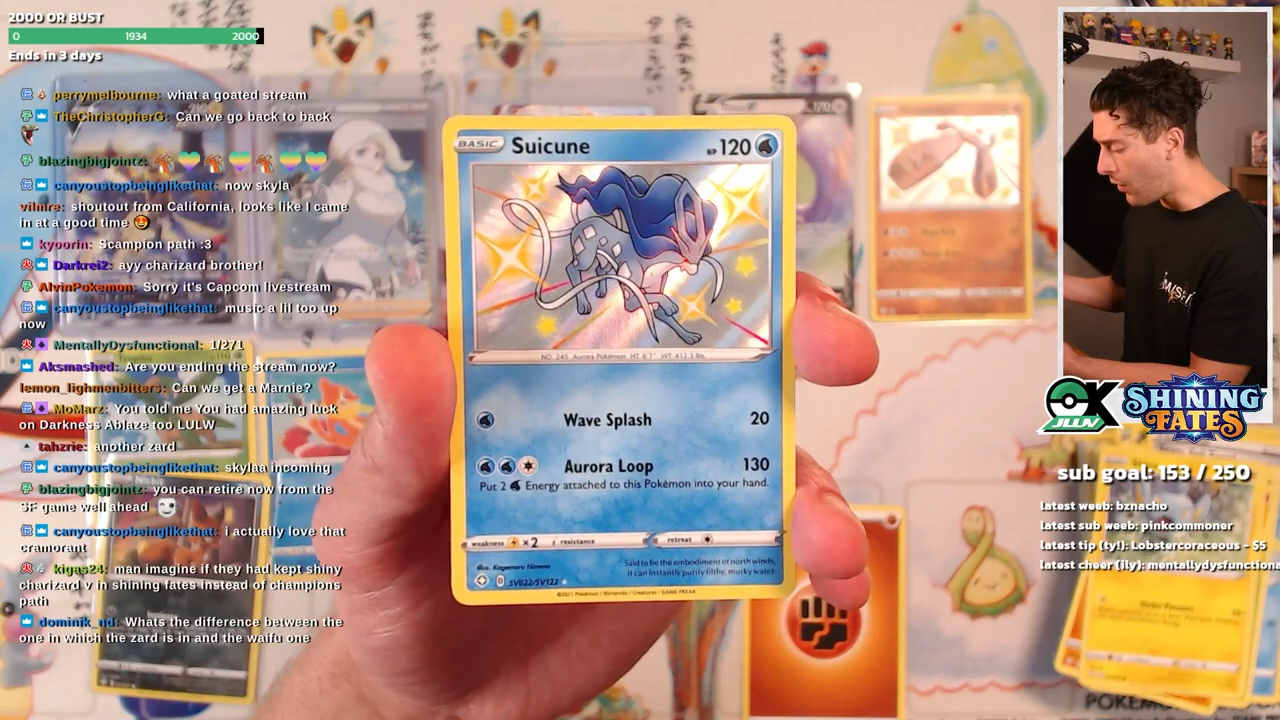 2000 OR BUST
0 1934 2000
Ends in 3 days
perrymelbourne: what a goated stream
TheChristopherG: Can we go back to back
blazingbigjointz:
canyoustopbeinglikethat: now skyla
vilnire: shoutout from California, looks like I came
in at a good time
kyoorin: Scampion path :3
Darkrei2: ayy charizard brother!
AlvinPokemon: Sorry it's Capcom livestream
canyoustopbeinglikethat: music a lil too up
now
MentallyDysfunctional: 1/271
Aksmashed: Are you ending the stream now?
lemon_lighmenbitters: Can we get a Marnie?
MoMarz: You told me You had amazing luck
on Darkness Ablaze too LULW
tahzrie: another zard
canyoustopbeinglikethat: skylaa incoming
blazingbigjointz: you can retire now from the
SF game well ahead
canyoustopbeinglikethat: i actually love that
cramorant
kigas24: man imagine if they had kept shiny
charizard v in shining fates instead of champions
path
dominik_nd: Whats the difference between the
one in which the zard is in and the waifu one
BASIC Suicune HP 120
NO. 245 Aurora Pokémon HT: 6'7" WT: 412.3 lbs.
Wave Splash 20
Aurora Loop 130
Put 2 Energy attached to this Pokémon into your hand.
weakness ×2 resistance retreat
Illus. Kagemaru Himeno
Said to be the embodiment of north winds,
it can instantly purify filthy, murky water.
D SV022/SV122
©2021 Pokémon / Nintendo / Creatures / GAME FREAK
MISFIT
OK
JLUV
SHINING
FATES
sub goal: 153 / 250
Latest weeb: bznacho
Latest sub weeb: pinkcommoner
Latest tip (ty!): Lobstercoraceous - $5
Latest cheer (ily): mentallydysfunctiona